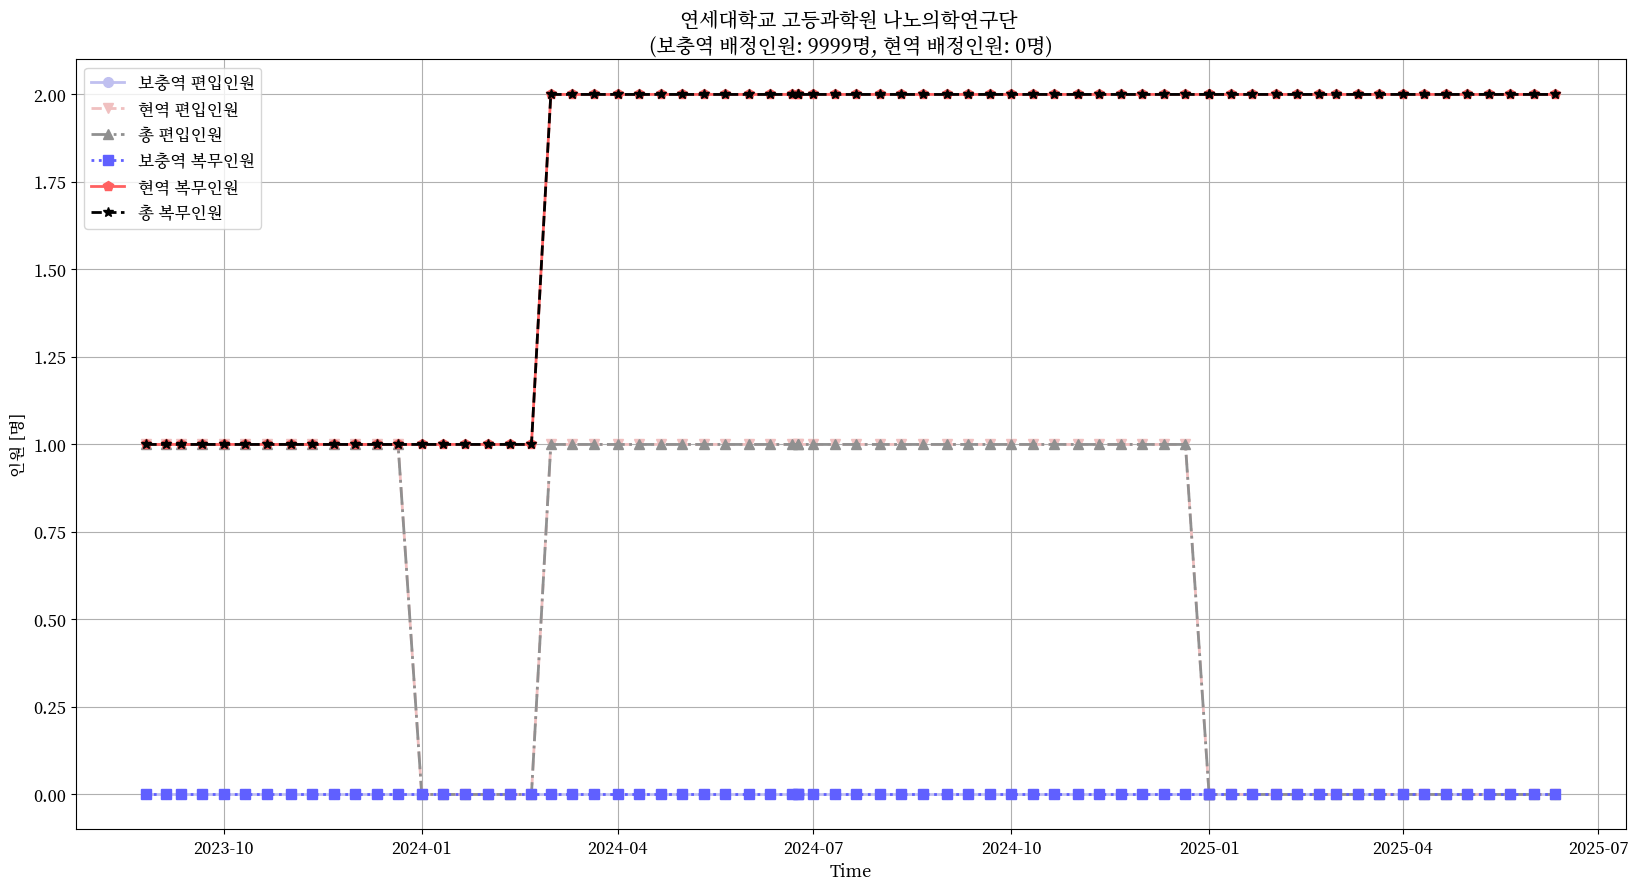 연세대학교 고등과학원 나노의학연구단
(보충역 배정인원: 9999명, 현역 배정인원: 0명)
보충역 편입인원
현역 편입인원
총 편입인원
보충역 복무인원
현역 복무인원
총 복무인원
2.00
1.75
1.50
1.25
1.00
0.75
0.50
0.25
0.00
인원 [명]
2023-10
2024-01
2024-04
2024-07
2024-10
2025-01
2025-04
2025-07
Time